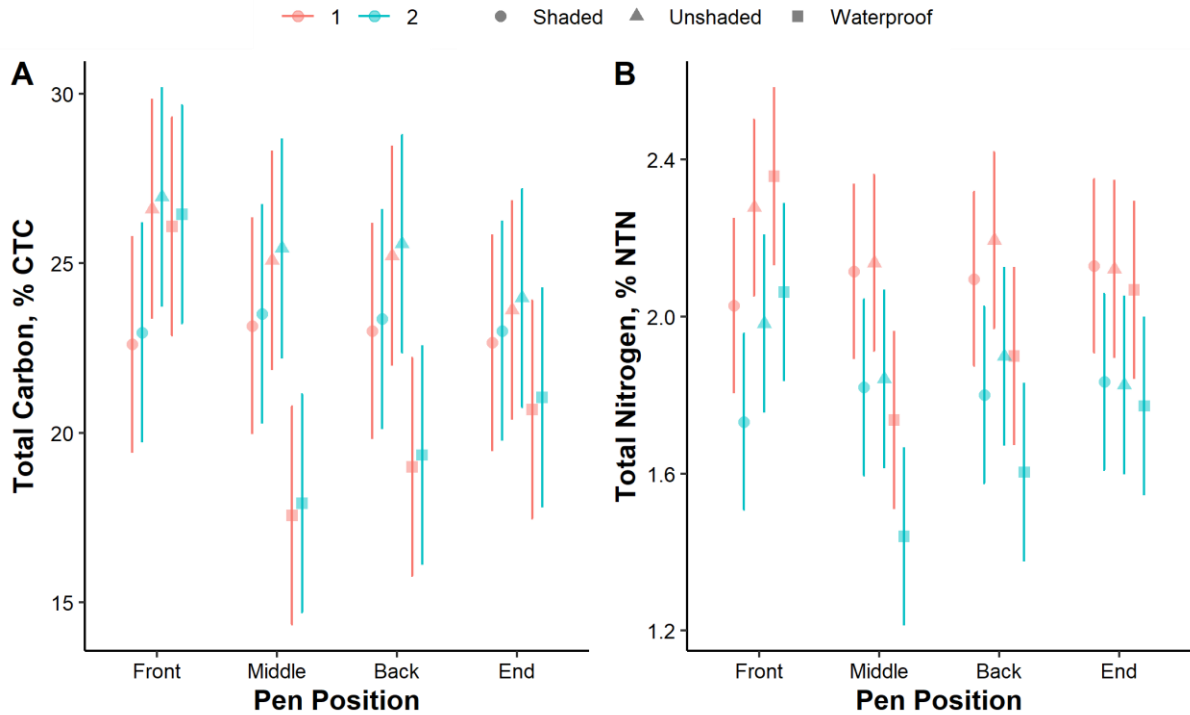 1 2 Shaded Unshaded Waterproof
A
30
25
20
15
Total Carbon, % CTC
Front Middle Back End
Pen Position
B
2.4
2.0
1.6
1.2
Total Nitrogen, % NTN
Front Middle Back End
Pen Position